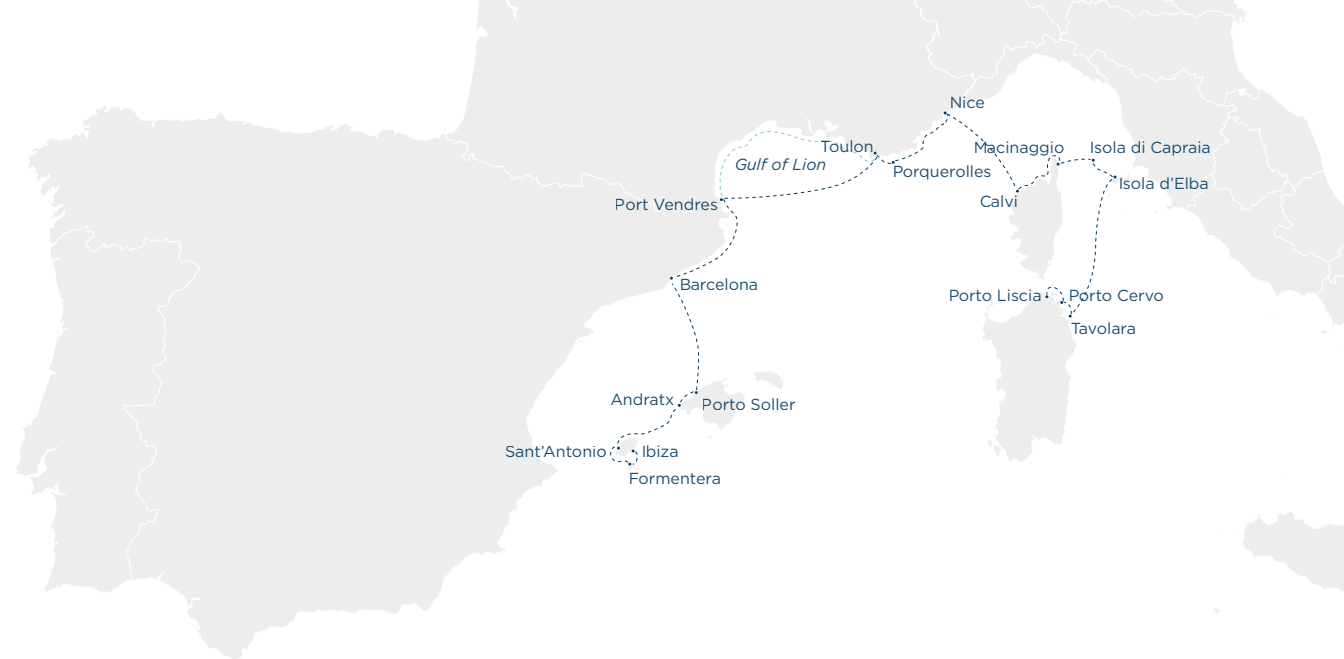 Nice
Toulon
Macinaggio
Isola di Capraia
Gulf of Lion
Porquerolles
Isola d’Elba
Port Vendres
Calvi
Barcelona
Porto Liscia
Porto Cervo
Tavolara
Andratx
Porto Soller
Sant’Antonio
Ibiza
Formentera